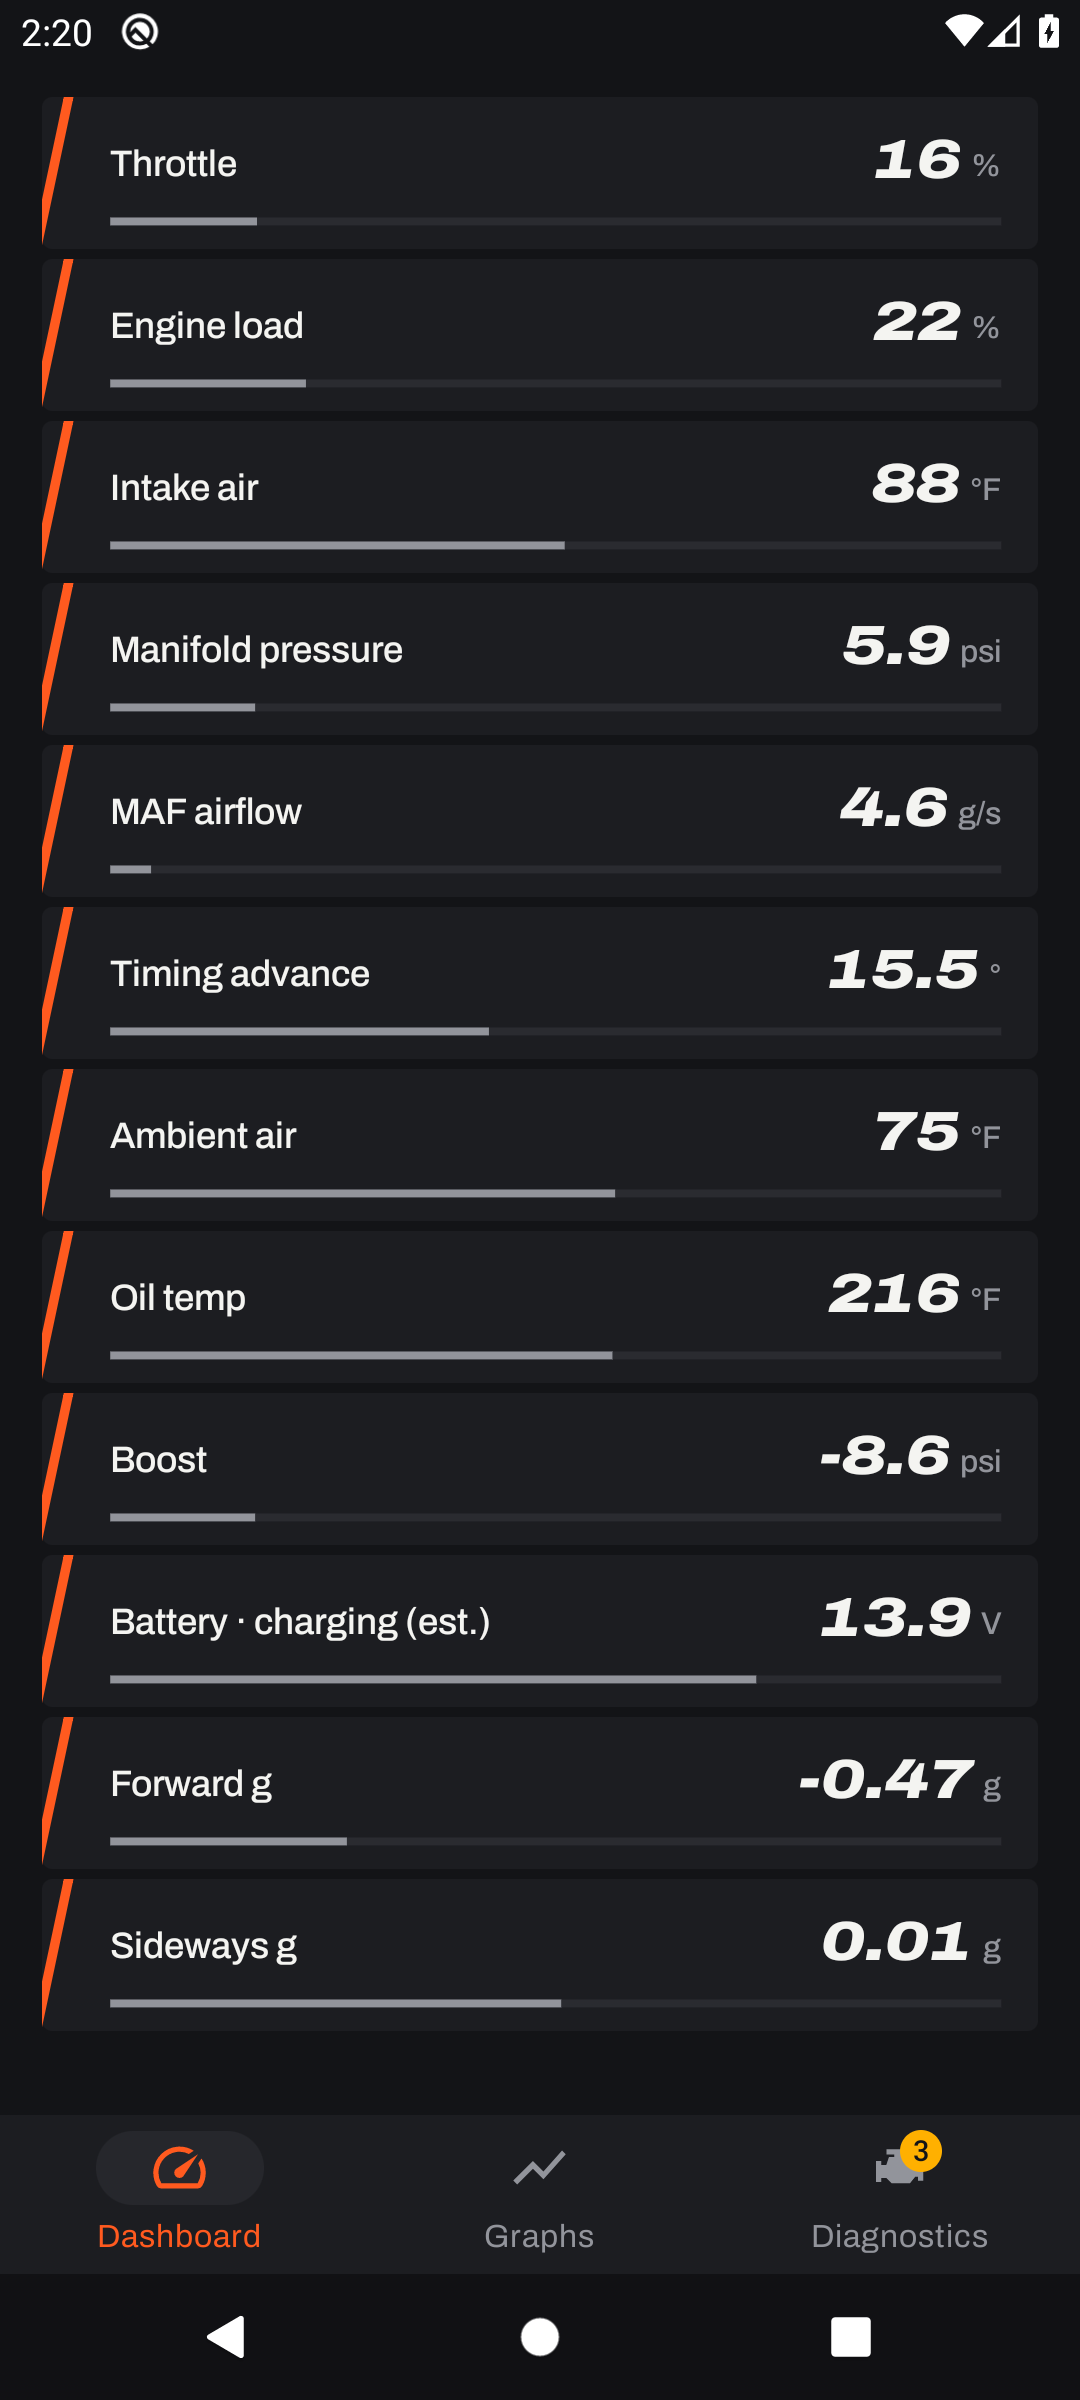 2:20
Throttle 16 %
Engine load 22 %
Intake air 88 °F
Manifold pressure 5.9 psi
MAF airflow 4.6 g/s
Timing advance 15.5 °
Ambient air 75 °F
Oil temp 216 °F
Boost -8.6 psi
Battery · charging (est.) 13.9 V
Forward g -0.47 g
Sideways g 0.01 g
3
Dashboard Graphs Diagnostics